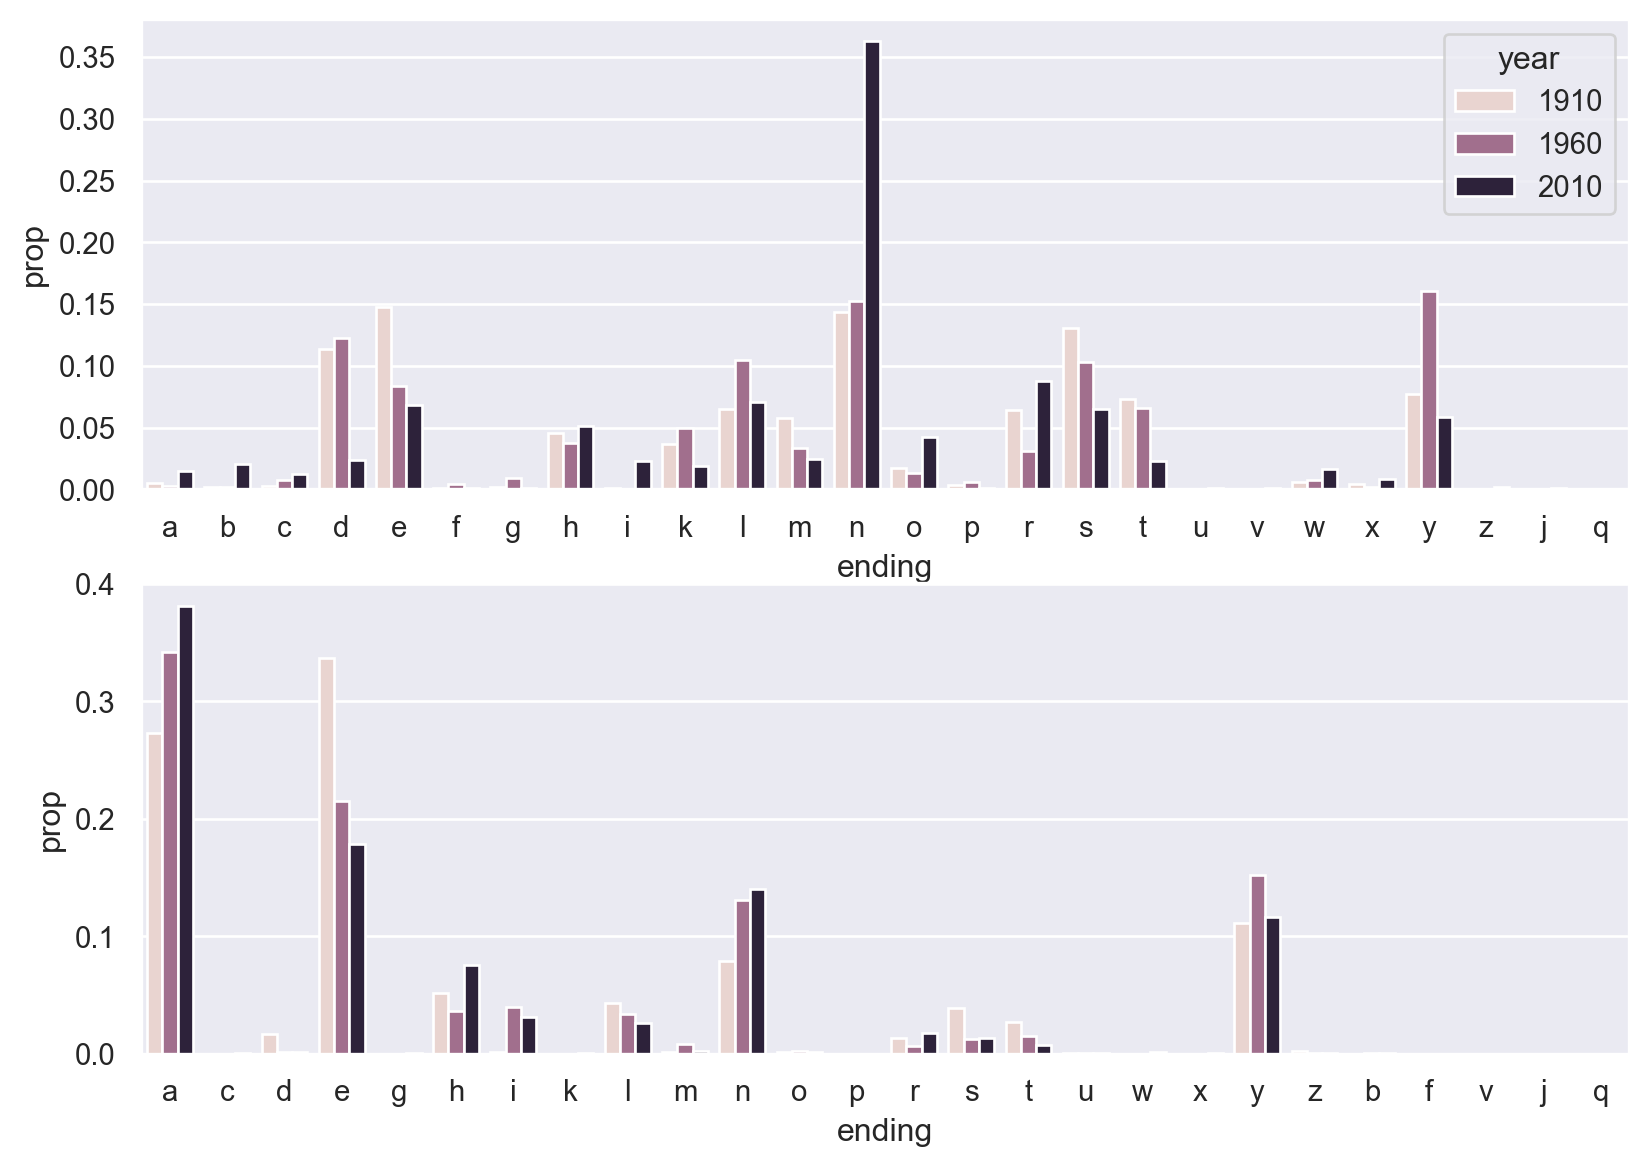 0.35
0.30
0.25
0.20
0.15
0.10
0.05
0.00
prop
year
1910
1960
2010
a b c d e f g h i k l m n o p r s t u v w x y z j q
ending
0.4
0.3
0.2
0.1
0.0
prop
a c d e g h i k l m n o p r s t u w x y z b f v j q
ending